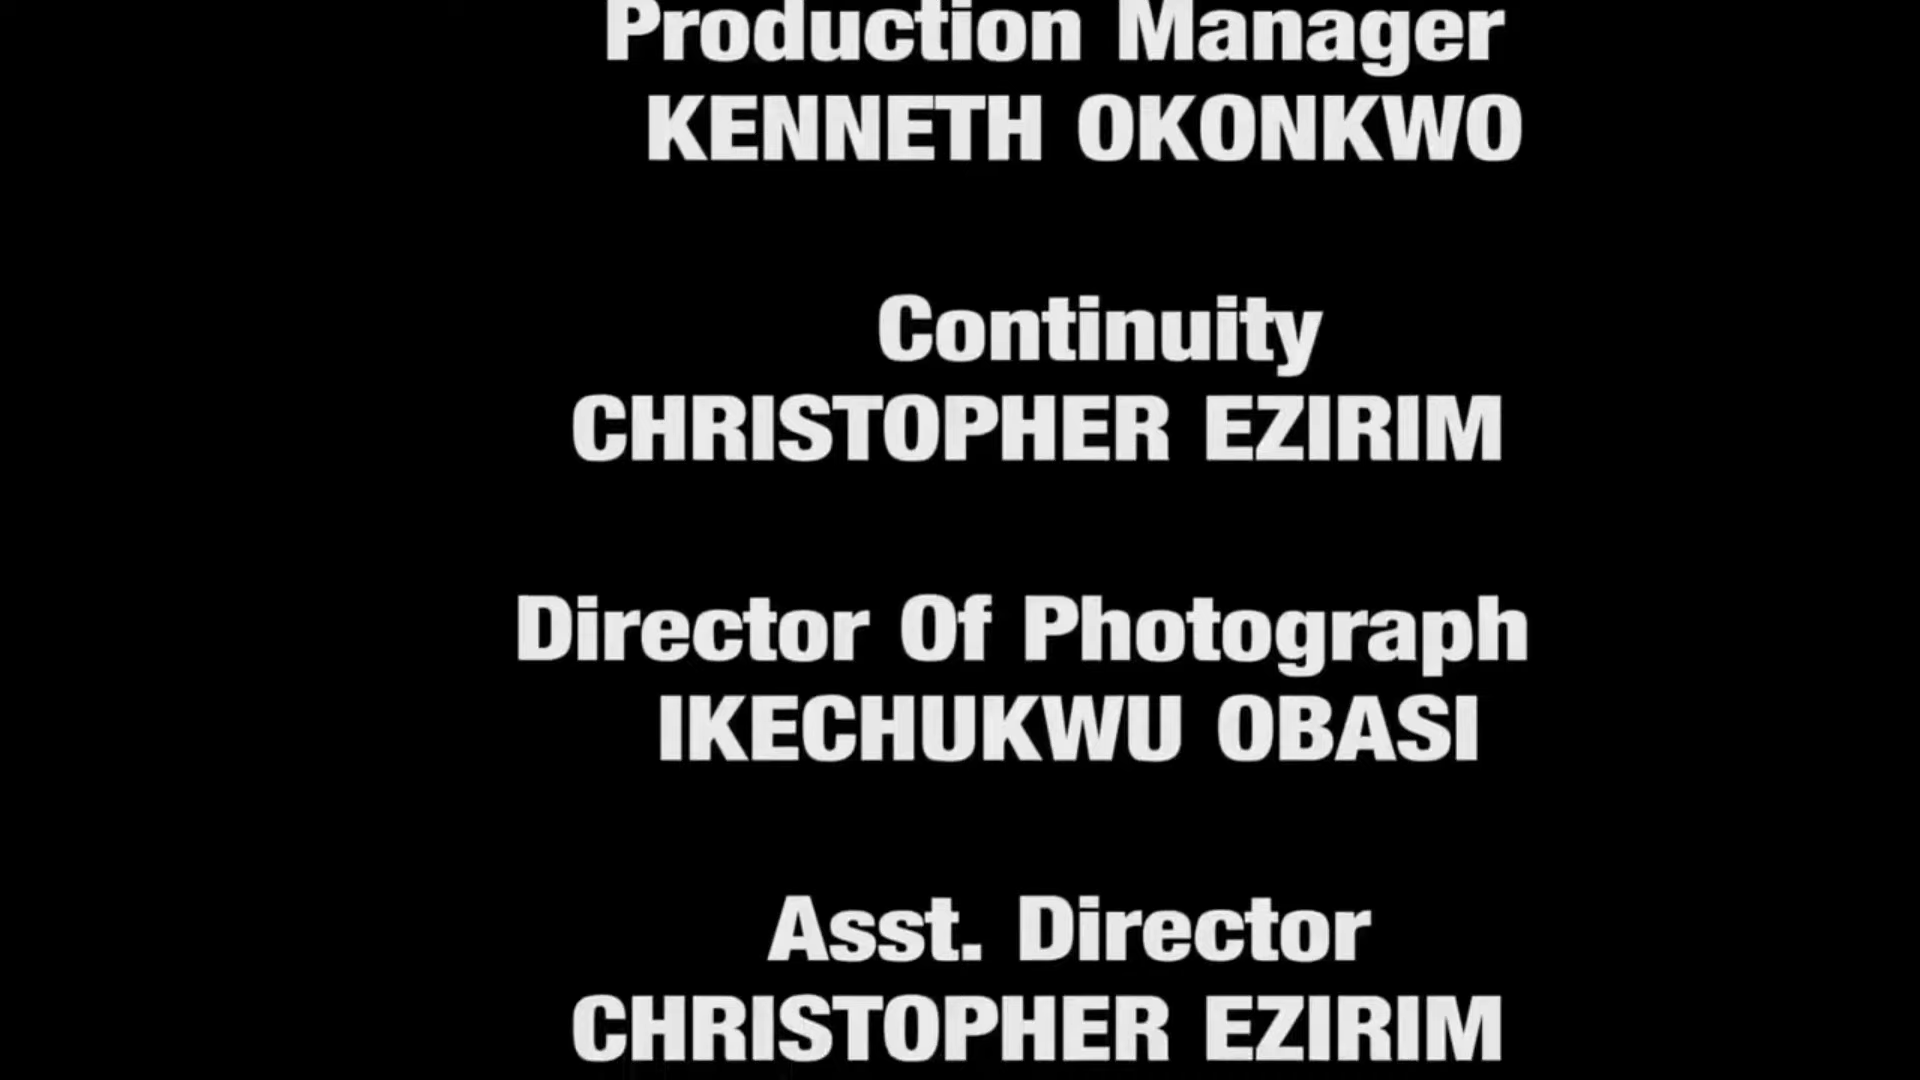 Production Manager
KENNETH OKONKWO
Continuity
CHRISTOPHER EZIRIM
Director Of Photograph
IKECHUKWU OBASI
Asst. Director
CHRISTOPHER EZIRIM